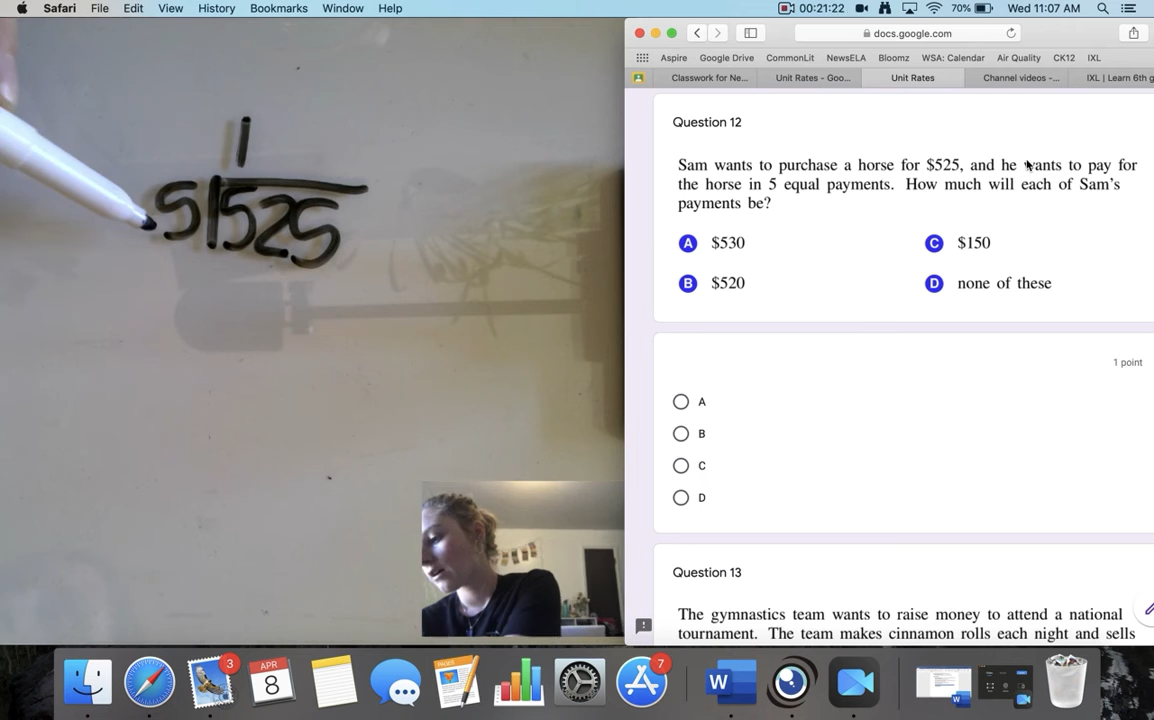 Safari File Edit View History Bookmarks Window Help
00:21:22 70% Wed 11:07 AM
docs.google.com
Aspire Google Drive CommonLit NewsELA Bloomz WSA: Calendar Air Quality CK12 IXL
Classwork for Ne... Unit Rates - Goo... Unit Rates Channel videos -... IXL | Learn 6th g
1
5 525
Question 12
Sam wants to purchase a horse for $525, and he wants to pay for
the horse in 5 equal payments. How much will each of Sam's
payments be?
A $530
C $150
B $520
D none of these
1 point
A
B
C
D
Question 13
The gymnastics team wants to raise money to attend a national
tournament. The team makes cinnamon rolls each night and sells
3
APR
8
PAGES
7
W
W